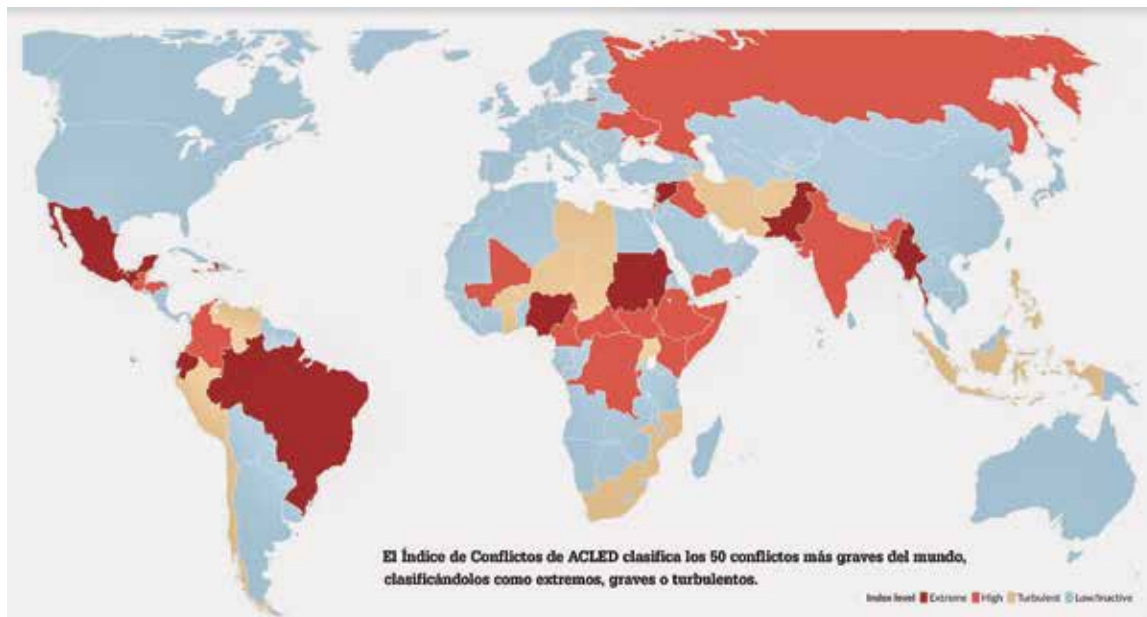 El Índice de Conflictos de ACLED clasifica los 50 conflictos más graves del mundo,
clasificándolos como extremos, graves o turbulentos.
Index level Extreme High Turbulent Low/Inactive